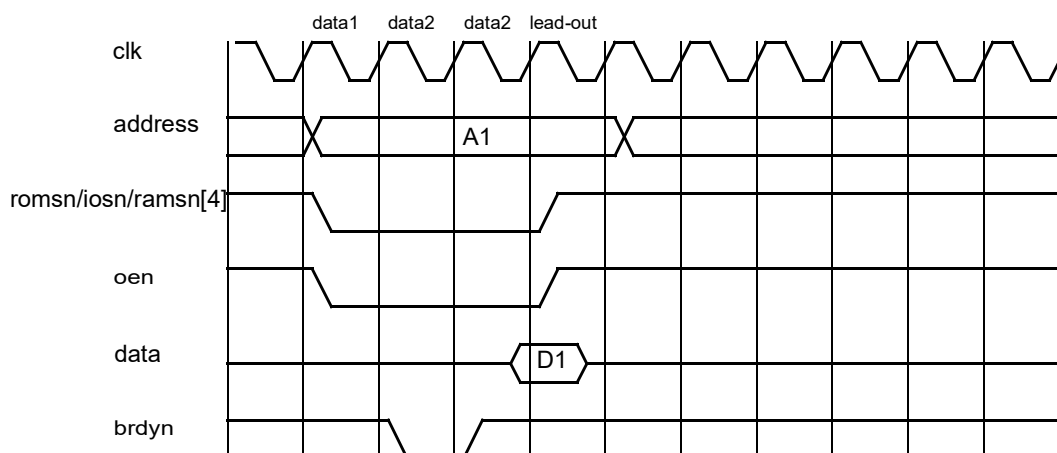 data1 data2 data2 lead-out
clk
address
A1
romsn/iosn/ramsn[4]
oen
data
D1
brdyn